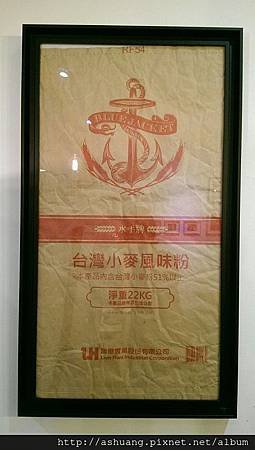 RF54
BLUEJACKET
水手牌
台灣小麥風味粉
本產品內含台灣小麥粉51%以上
淨重22KG
聯華實業股份有限公司
Lien Hwa Industrial Corporation
http://ashuang.pixnet.net/album